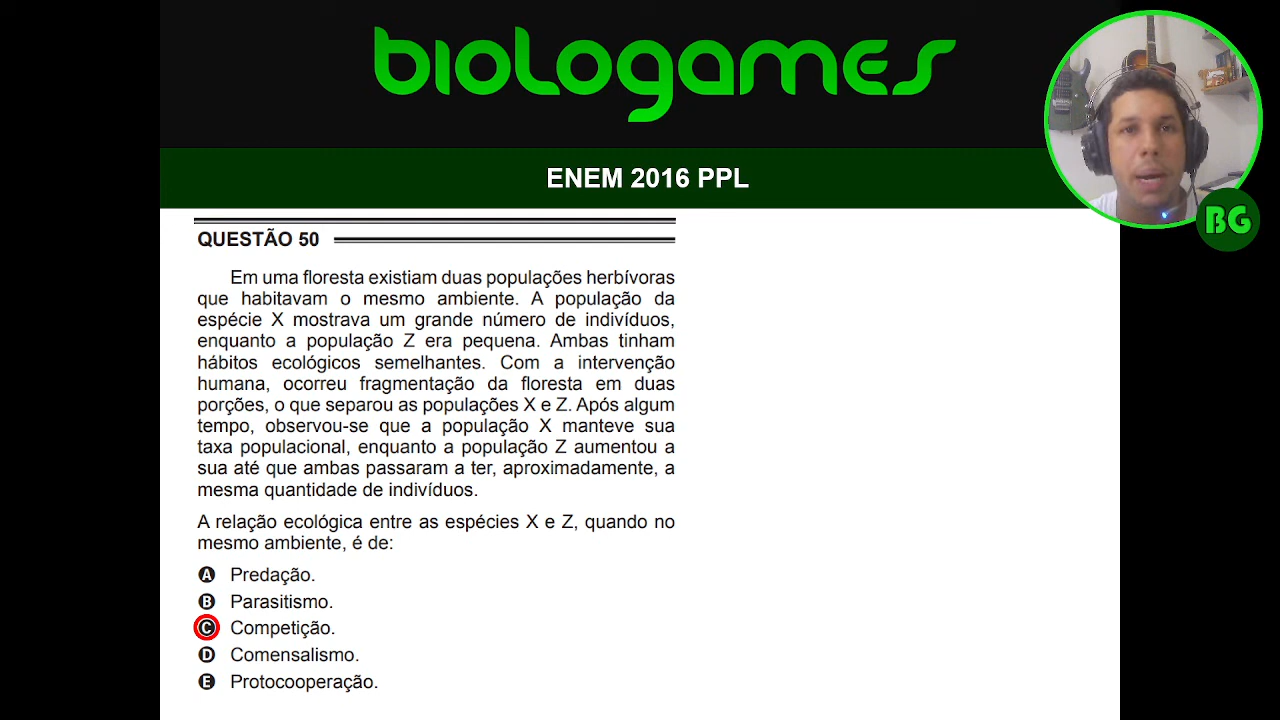 biologames
ENEM 2016 PPL
BG
QUESTÃO 50
Em uma floresta existiam duas populações herbívoras
que habitavam o mesmo ambiente. A população da
espécie X mostrava um grande número de indivíduos,
enquanto a população Z era pequena. Ambas tinham
hábitos ecológicos semelhantes. Com a intervenção
humana, ocorreu fragmentação da floresta em duas
porções, o que separou as populações X e Z. Após algum
tempo, observou-se que a população X manteve sua
taxa populacional, enquanto a população Z aumentou a
sua até que ambas passaram a ter, aproximadamente, a
mesma quantidade de indivíduos.
A relação ecológica entre as espécies X e Z, quando no
mesmo ambiente, é de:
A Predação.
B Parasitismo.
C Competição.
D Comensalismo.
E Protocooperação.